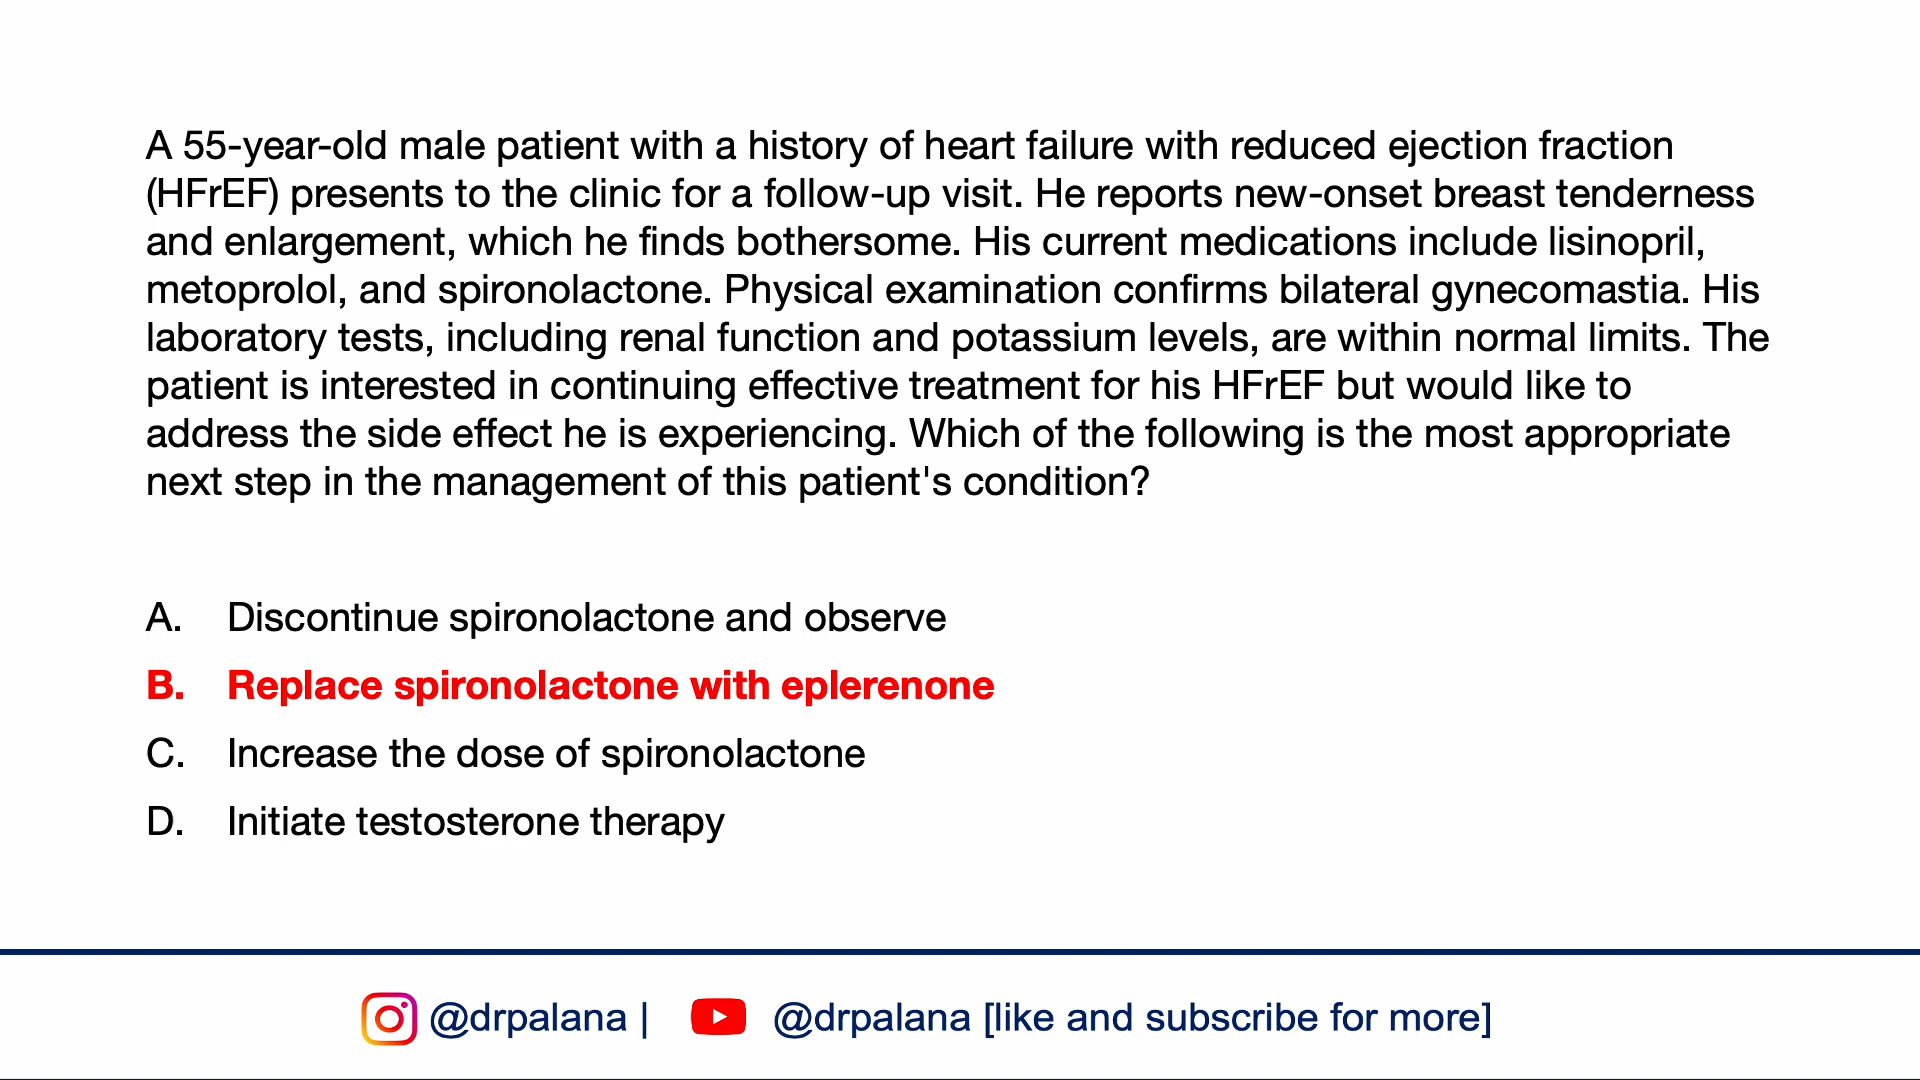 A 55-year-old male patient with a history of heart failure with reduced ejection fraction
(HFrEF) presents to the clinic for a follow-up visit. He reports new-onset breast tenderness
and enlargement, which he finds bothersome. His current medications include lisinopril,
metoprolol, and spironolactone. Physical examination confirms bilateral gynecomastia. His
laboratory tests, including renal function and potassium levels, are within normal limits. The
patient is interested in continuing effective treatment for his HFrEF but would like to
address the side effect he is experiencing. Which of the following is the most appropriate
next step in the management of this patient's condition?
A. Discontinue spironolactone and observe
B. Replace spironolactone with eplerenone
C. Increase the dose of spironolactone
D. Initiate testosterone therapy
@drpalana | @drpalana [like and subscribe for more]